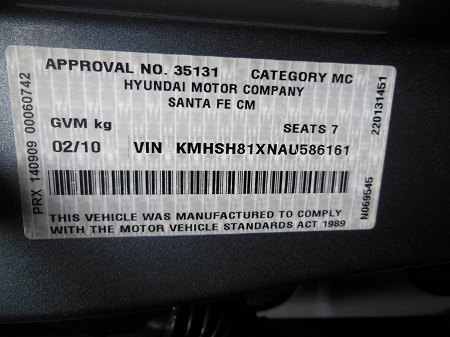 APPROVAL NO. 35131 CATEGORY MC
HYUNDAI MOTOR COMPANY
SANTA FE CM
GVM kg SEATS 7
02/10 VIN KMHSH81XNAU586161
THIS VEHICLE WAS MANUFACTURED TO COMPLY
WITH THE MOTOR VEHICLE STANDARDS ACT 1989
PRX 140909 00060742
220131451
N069545